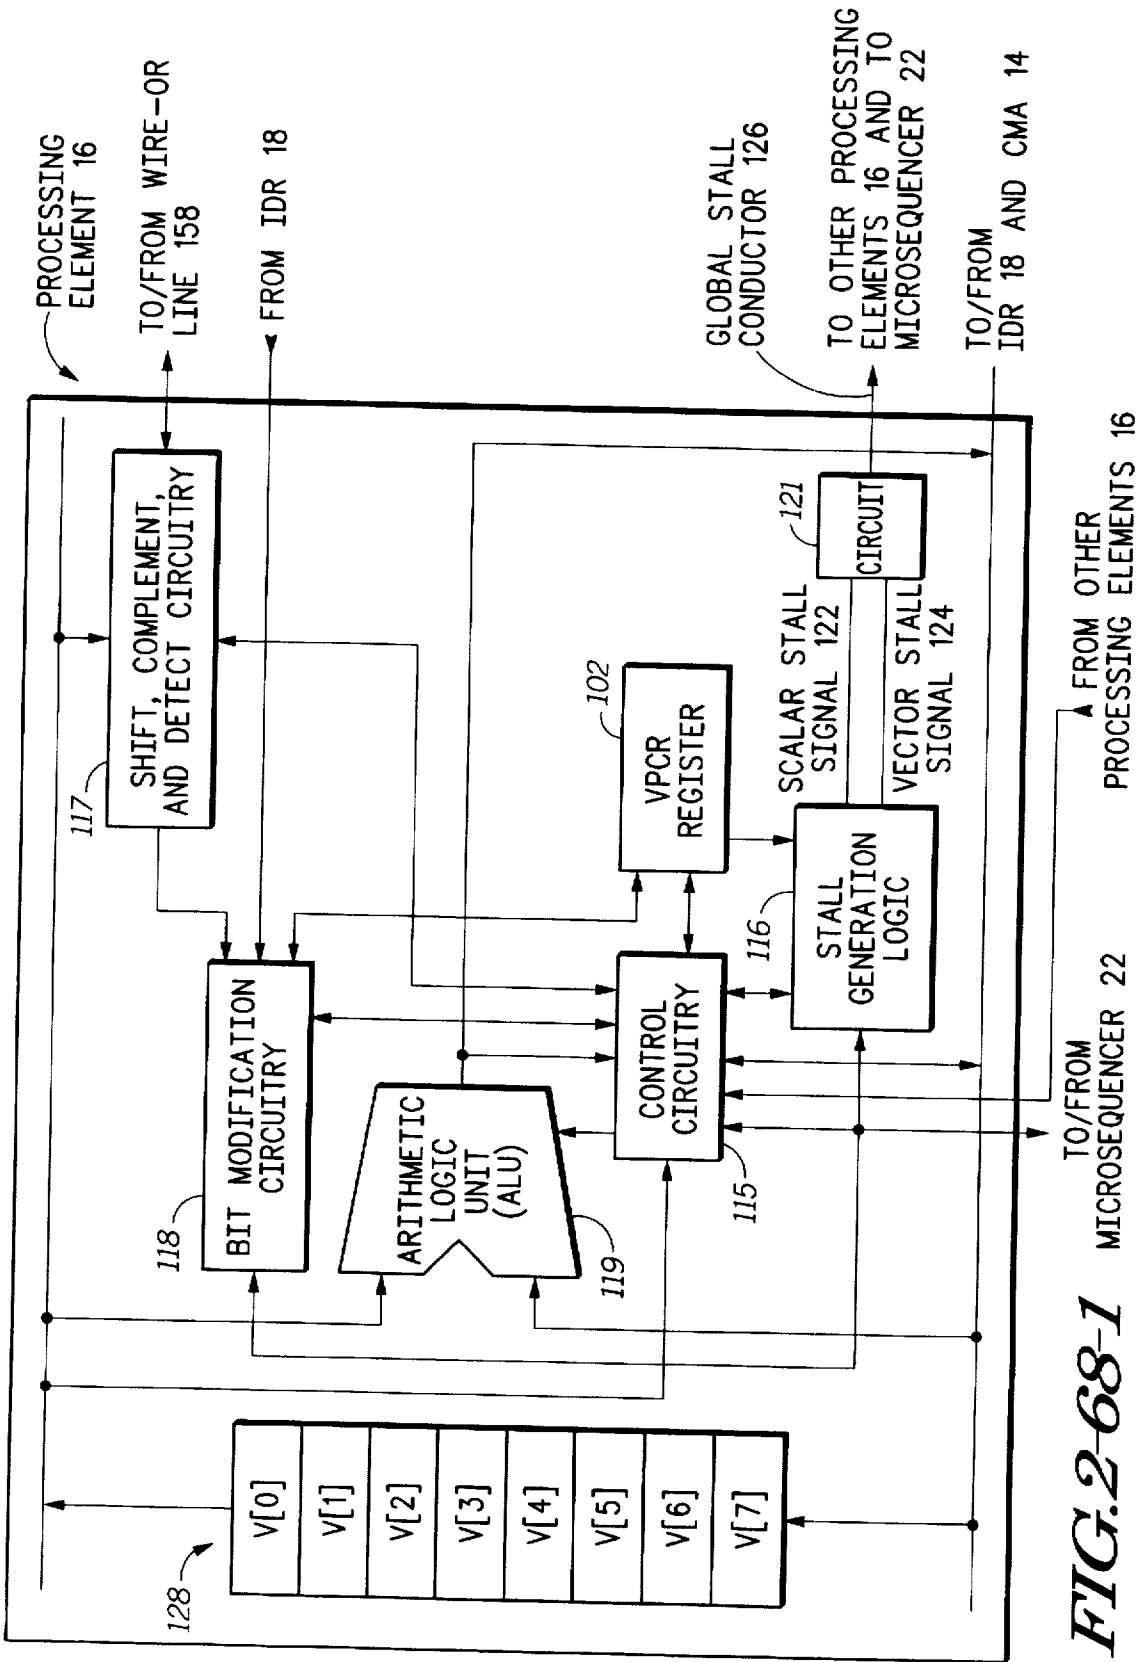 PROCESSING
ELEMENT 16
TO/FROM WIRE-OR
LINE 158
FROM IDR 18
117
SHIFT, COMPLEMENT,
AND DETECT CIRCUITRY
118
BIT MODIFICATION
CIRCUITRY
128
V[0]
V[1]
V[2]
V[3]
V[4]
V[5]
V[6]
V[7]
ARITHMETIC
LOGIC
UNIT
(ALU)
119
102
VPCR
REGISTER
CONTROL
CIRCUITRY
115
116
STALL
GENERATION
LOGIC
SCALAR STALL
SIGNAL 122
VECTOR STALL
SIGNAL 124
121
CIRCUIT
GLOBAL STALL
CONDUCTOR 126
TO OTHER PROCESSING
ELEMENTS 16 AND TO
MICROSEQUENCER 22
TO/FROM
IDR 18 AND CMA 14
TO/FROM
MICROSEQUENCER 22
FROM OTHER
PROCESSING ELEMENTS 16
FIG.2-68-1